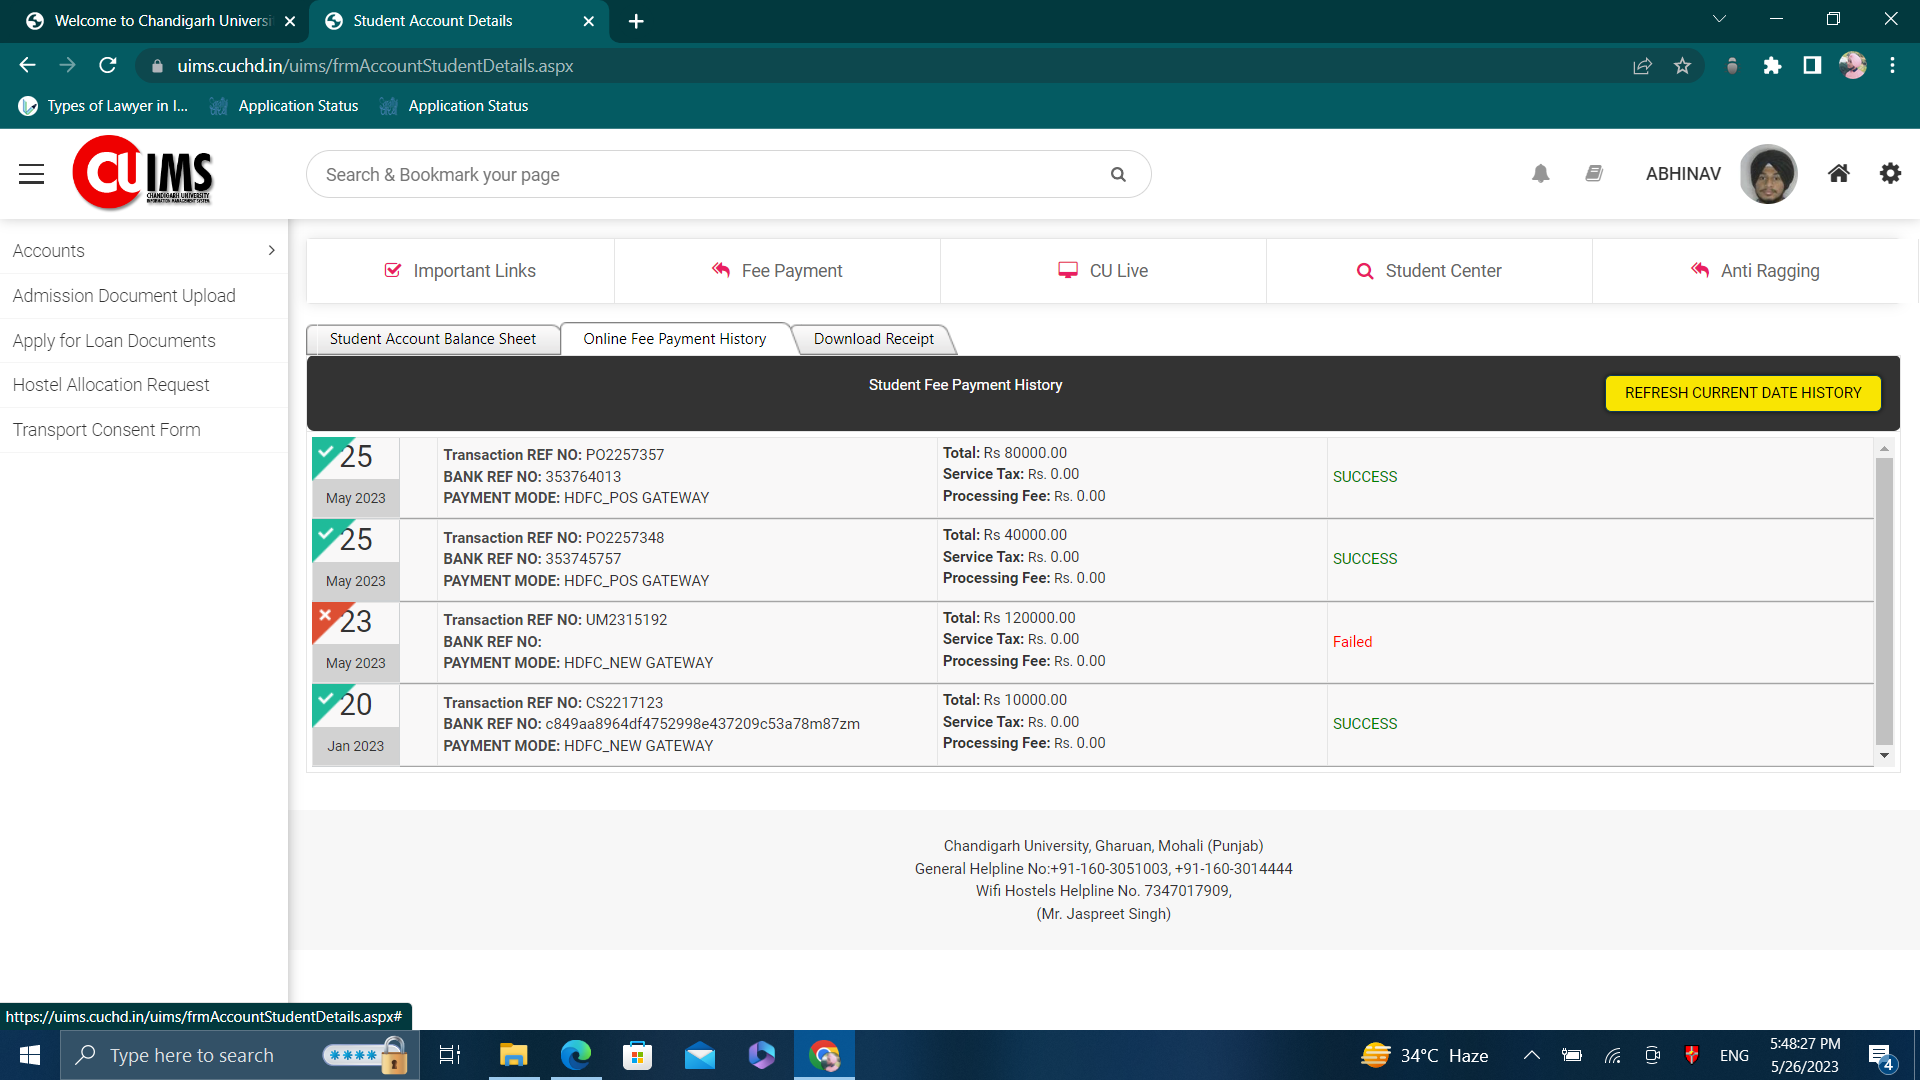 Welcome to Chandigarh Universi
Student Account Details
uims.cuchd.in/uims/frmAccountStudentDetails.aspx
Types of Lawyer in I...
Application Status
Application Status
CUIMS
CHANDIGARH UNIVERSITY
INFORMATION MANAGEMENT SYSTEM
Search & Bookmark your page
ABHINAV
Accounts
Admission Document Upload
Apply for Loan Documents
Hostel Allocation Request
Transport Consent Form
Important Links
Fee Payment
CU Live
Student Center
Anti Ragging
Student Account Balance Sheet
Online Fee Payment History
Download Receipt
Student Fee Payment History
REFRESH CURRENT DATE HISTORY
25
May 2023
Transaction REF NO: PO2257357
BANK REF NO: 353764013
PAYMENT MODE: HDFC_POS GATEWAY
Total: Rs 80000.00
Service Tax: Rs. 0.00
Processing Fee: Rs. 0.00
SUCCESS
25
May 2023
Transaction REF NO: PO2257348
BANK REF NO: 353745757
PAYMENT MODE: HDFC_POS GATEWAY
Total: Rs 40000.00
Service Tax: Rs. 0.00
Processing Fee: Rs. 0.00
SUCCESS
23
May 2023
Transaction REF NO: UM2315192
BANK REF NO:
PAYMENT MODE: HDFC_NEW GATEWAY
Total: Rs 120000.00
Service Tax: Rs. 0.00
Processing Fee: Rs. 0.00
Failed
20
Jan 2023
Transaction REF NO: CS2217123
BANK REF NO: c849aa8964df4752998e437209c53a78m87zm
PAYMENT MODE: HDFC_NEW GATEWAY
Total: Rs 10000.00
Service Tax: Rs. 0.00
Processing Fee: Rs. 0.00
SUCCESS
Chandigarh University, Gharuan, Mohali (Punjab)
General Helpline No:+91-160-3051003, +91-160-3014444
Wifi Hostels Helpline No. 7347017909,
(Mr. Jaspreet Singh)
https://uims.cuchd.in/uims/frmAccountStudentDetails.aspx#
Type here to search
****
34°C Haze
ENG
5:48:27 PM
5/26/2023
4